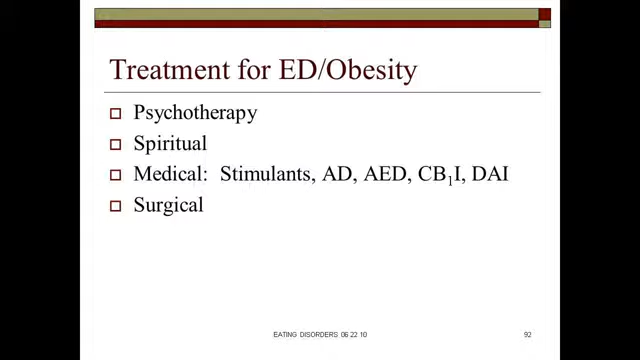 Treatment for ED/Obesity
Psychotherapy
Spiritual
Medical: Stimulants, AD, AED, CB₁I, DAI
Surgical
EATING DISORDERS 06 22 10
92